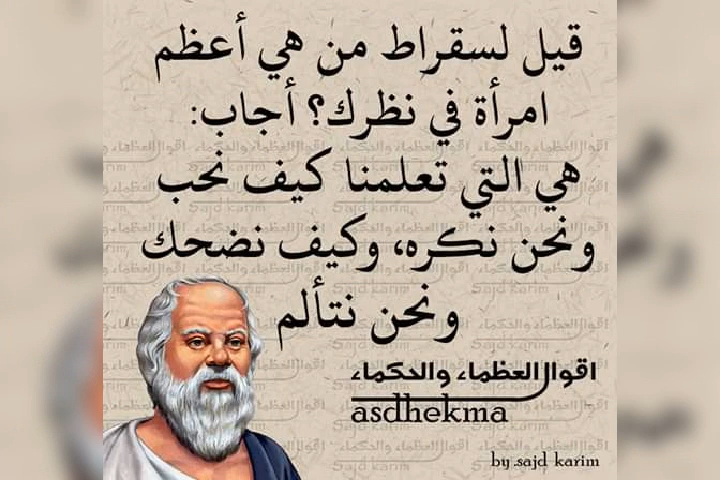 قيل لسقراط من هي أعظم
امرأة في نظرك؟ أجاب:
هي التي تعلمنا كيف نحب
ونحن نكره، وكيف نضحك
ونحن نتألم
اقوال العظماء والحكماء
asdhekma
by sajd karim